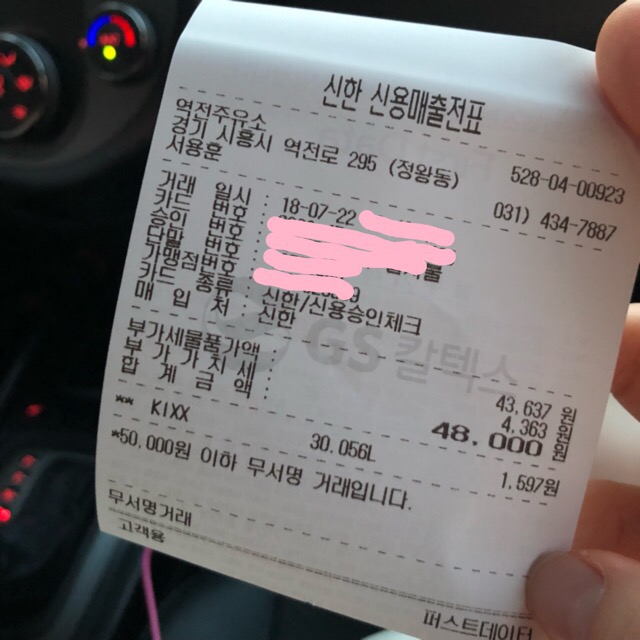 신한 신용매출전표
역전주유소 528-04-00923
경기 시흥시 역전로 295 (정왕동)
서용훈 031) 434-7887
거래 일시 : 18-07-22
카드 번호 :
승인 번호 :
터미널 번호 :
가맹점번호 :
카드 종류 : 신한/신용승인체크
매 입 처 : 신한
GS 칼텍스
부가세물품가액 : 43,637 원
부 가 가 치 세 : 4,363 원
합 계 금 액 : 48.000 원
** KIXX 30.056L 1.597원
*50,000원 이하 무서명 거래입니다.
무서명거래
고객용 퍼스트데이터